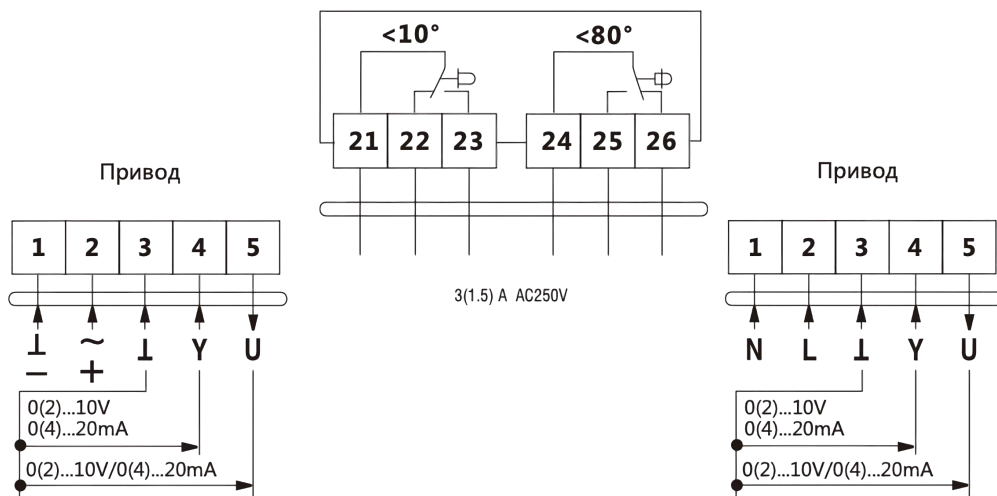 <10° <80°
21 22 23 24 25 26
3(1.5) A AC250V
Привод
1 2 3 4 5
⊥ ~ ⊥ Y U
− +
0(2)...10V
0(4)...20mA
0(2)...10V/0(4)...20mA
Привод
1 2 3 4 5
N L ⊥ Y U
0(2)...10V
0(4)...20mA
0(2)...10V/0(4)...20mA